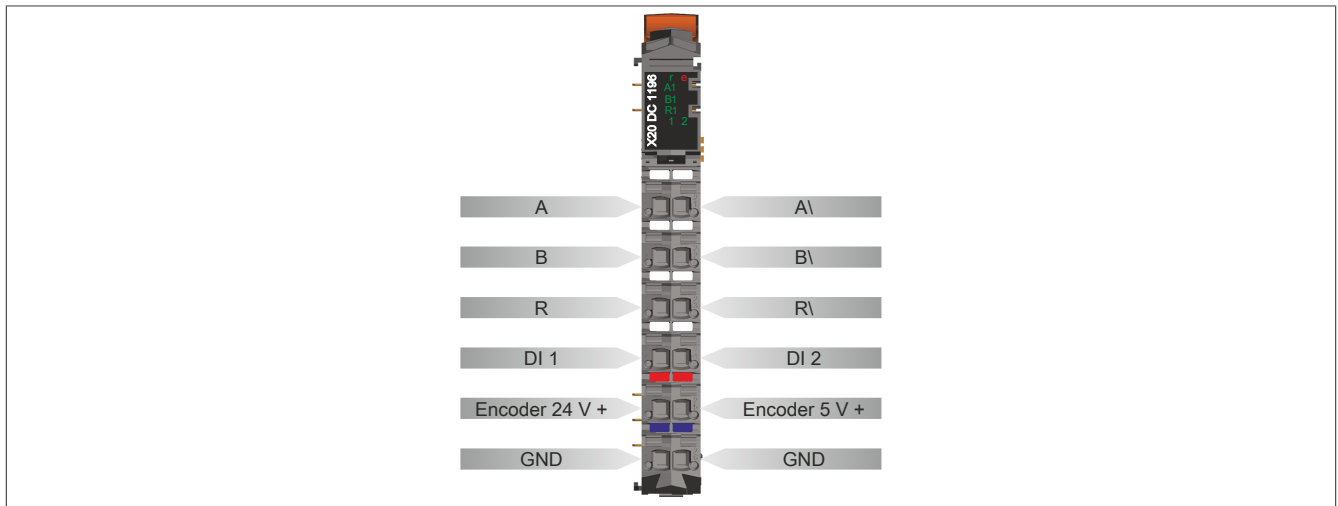 X20 DC 1196
r e
A1
B1
R1
1 2
A A\
B B\
R R\
DI 1 DI 2
Encoder 24 V + Encoder 5 V +
GND GND